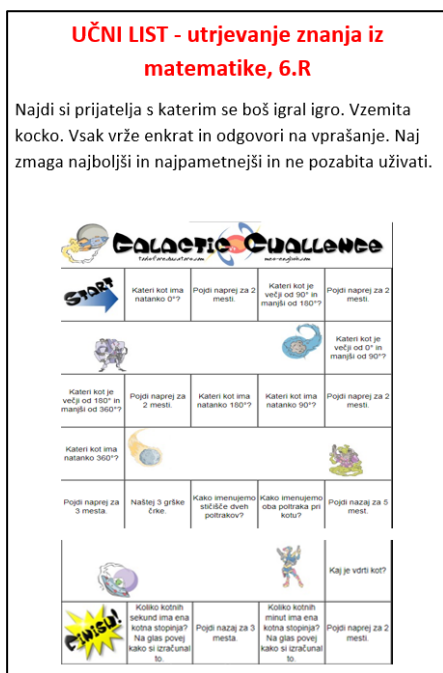 UČNI LIST - utrjevanje znanja iz
matematike, 6.R
Najdi si prijatelja s katerim se boš igral igro. Vzemita
kocko. Vsak vrže enkrat in odgovori na vprašanje. Naj
zmaga najboljši in najpametnejši in ne pozabita uživati.
GALACTIC CHALLENGE
tools for educators.com
mes-english.com
START
Kateri kot ima
natanko 0°?
Pojdi naprej za 2
mesti.
Kateri kot je
večji od 90° in
manjši od 180°?
Pojdi naprej za 2
mesti.
Kateri kot je
večji od 0° in
manjši od 90°?
Kateri kot je
večji od 180° in
manjši od 360°?
Pojdi naprej za
2 mesti.
Kateri kot ima
natanko 180°?
Kateri kot ima
natanko 90°?
Pojdi naprej za 2
mesti.
Kateri kot ima
natanko 360°?
Pojdi naprej za
3 mesta.
Naštej 3 grške
črke.
Kako imenujemo
stičišče dveh
poltrakov?
Kako imenujemo
oba poltraka pri
kotu?
Pojdi nazaj za 5
mest.
Kaj je vdrti kot?
FINISH!
Koliko kotnih
sekund ima ena
kotna stopinja?
Na glas povej
kako si izračunal
to.
Pojdi nazaj za 3
mesta.
Koliko kotnih
minut ima ena
kotna stopinja?
Na glas povej
kako si izračunal
to.
Pojdi naprej za 2
mesti.